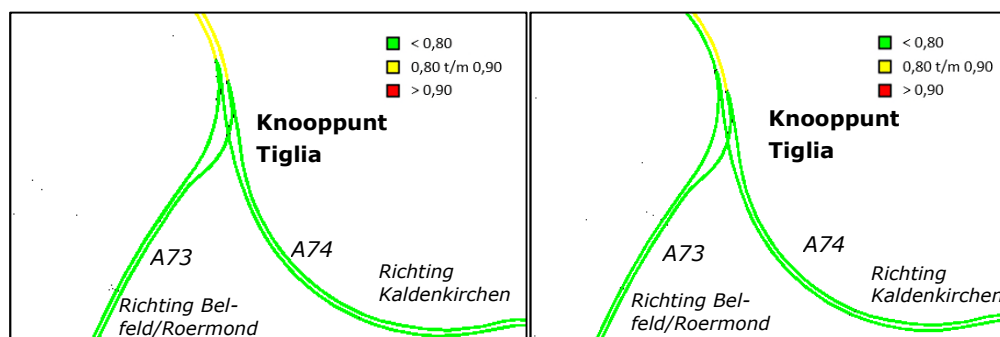 < 0,80
0,80 t/m 0,90
> 0,90
Knooppunt
Tiglia
A73
A74
Richting
Kaldenkirchen
Richting Bel-
feld/Roermond
< 0,80
0,80 t/m 0,90
> 0,90
Knooppunt
Tiglia
A73
A74
Richting
Kaldenkirchen
Richting Bel-
feld/Roermond